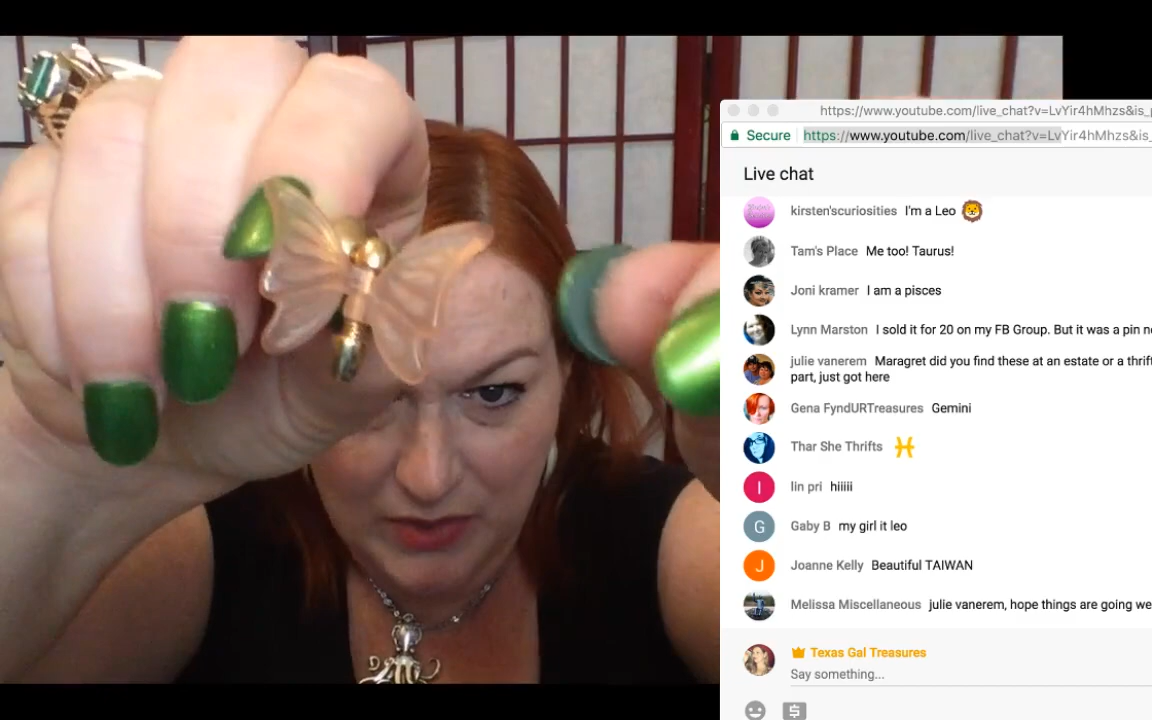 https://www.youtube.com/live_chat?v=LvYir4hMhzs&is_p
Secure https://www.youtube.com/live_chat?v=LvYir4hMhzs&is_
Live chat
kirsten'scuriosities I'm a Leo
Tam's Place Me too! Taurus!
Joni kramer I am a pisces
Lynn Marston I sold it for 20 on my FB Group. But it was a pin n
julie vanerem Maragret did you find these at an estate or a thrift
part, just got here
Gena FyndURTreasures Gemini
Thar She Thrifts
I lin pri hiiiii
G Gaby B my girl it leo
J Joanne Kelly Beautiful TAIWAN
Melissa Miscellaneous julie vanerem, hope things are going we
Texas Gal Treasures
Say something...